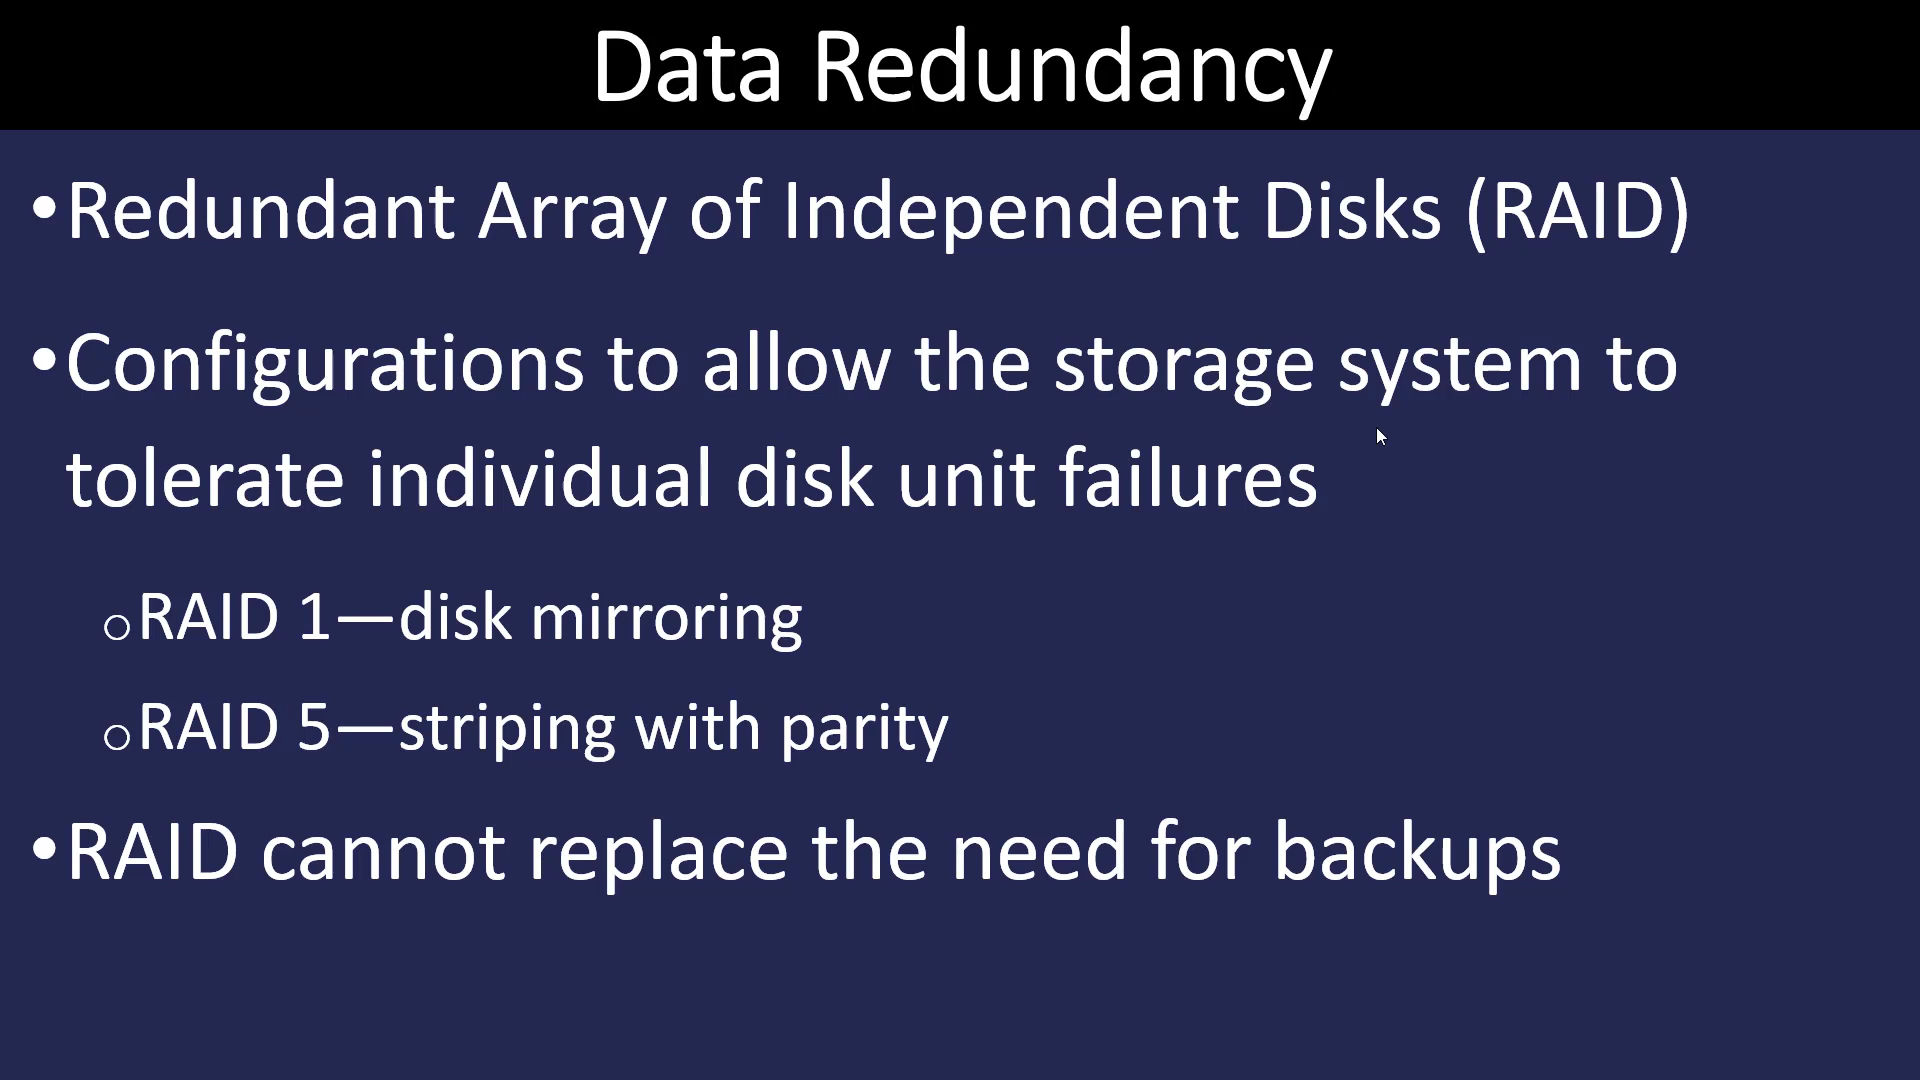 Data Redundancy
•Redundant Array of Independent Disks (RAID)
•Configurations to allow the storage system to
tolerate individual disk unit failures
○RAID 1—disk mirroring
○RAID 5—striping with parity
•RAID cannot replace the need for backups